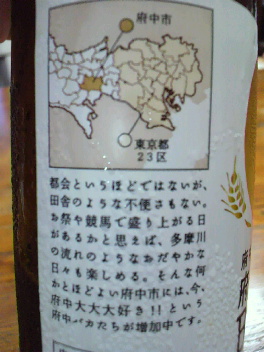 府中市
東京都
23区
都会というほどではないが、
田舎のような不便さもない。
お祭や競馬で盛り上がる日
があるかと思えば、多摩川
の流れのようなおだやかな
日々も楽しめる。そんな何
かとほどよい府中市には、今、
府中大大大好き！！という
府中バカたちが増加中です。